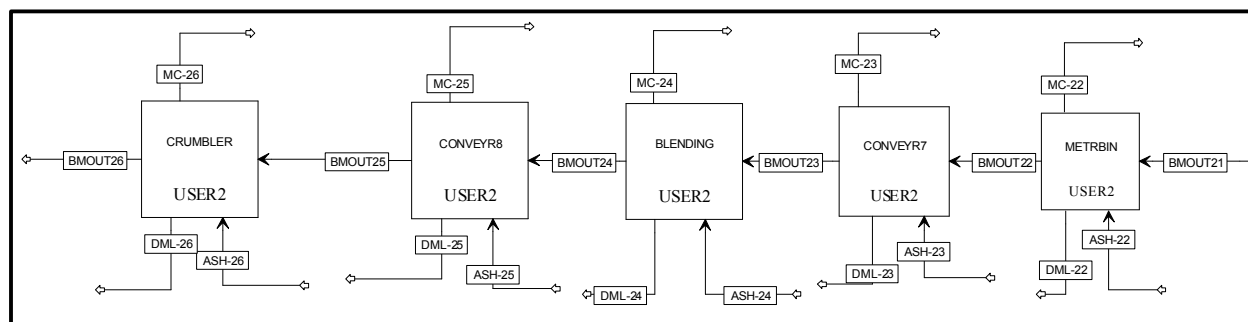 MC-26
MC-25
MC-24
MC-23
MC-22
CRUMBLER
CONVEYR8
BLENDING
CONVEYR7
METRBIN
BMOUT26
BMOUT25
BMOUT24
BMOUT23
BMOUT22
BMOUT21
USER2
USER2
USER2
USER2
USER2
DML-26
ASH-26
DML-25
ASH-25
DML-24
ASH-24
DML-23
ASH-23
DML-22
ASH-22